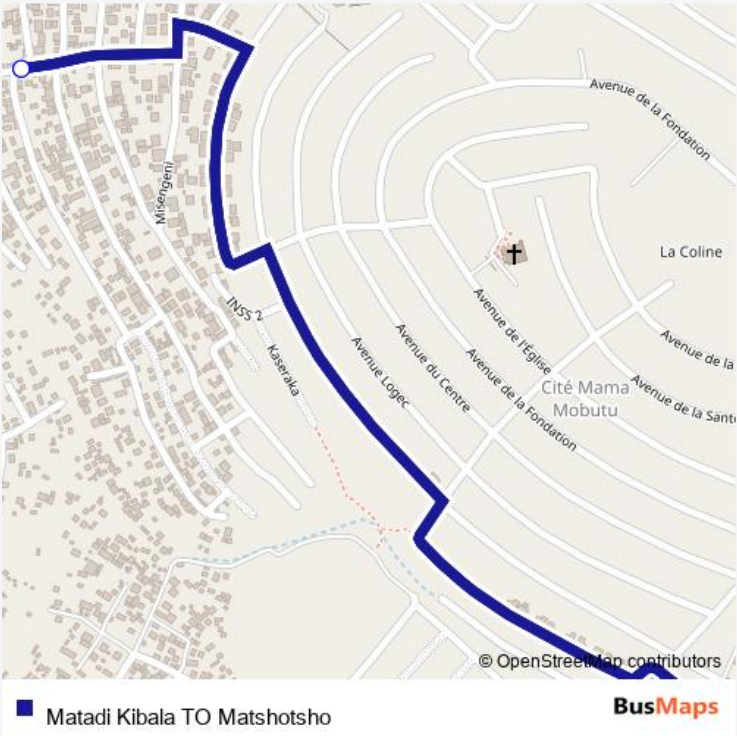 Avenue de la Fondation
Misengeni
La Coline
INSS 2
Avenue de l'Église
Kaseraka
Avenue Logec
Avenue du Centre
Avenue de la Fondation
Avenue de la
Cité Mama
Mobutu
Avenue de la Sant
© OpenStreetMap contributors
Matadi Kibala TO Matshotsho
BusMaps